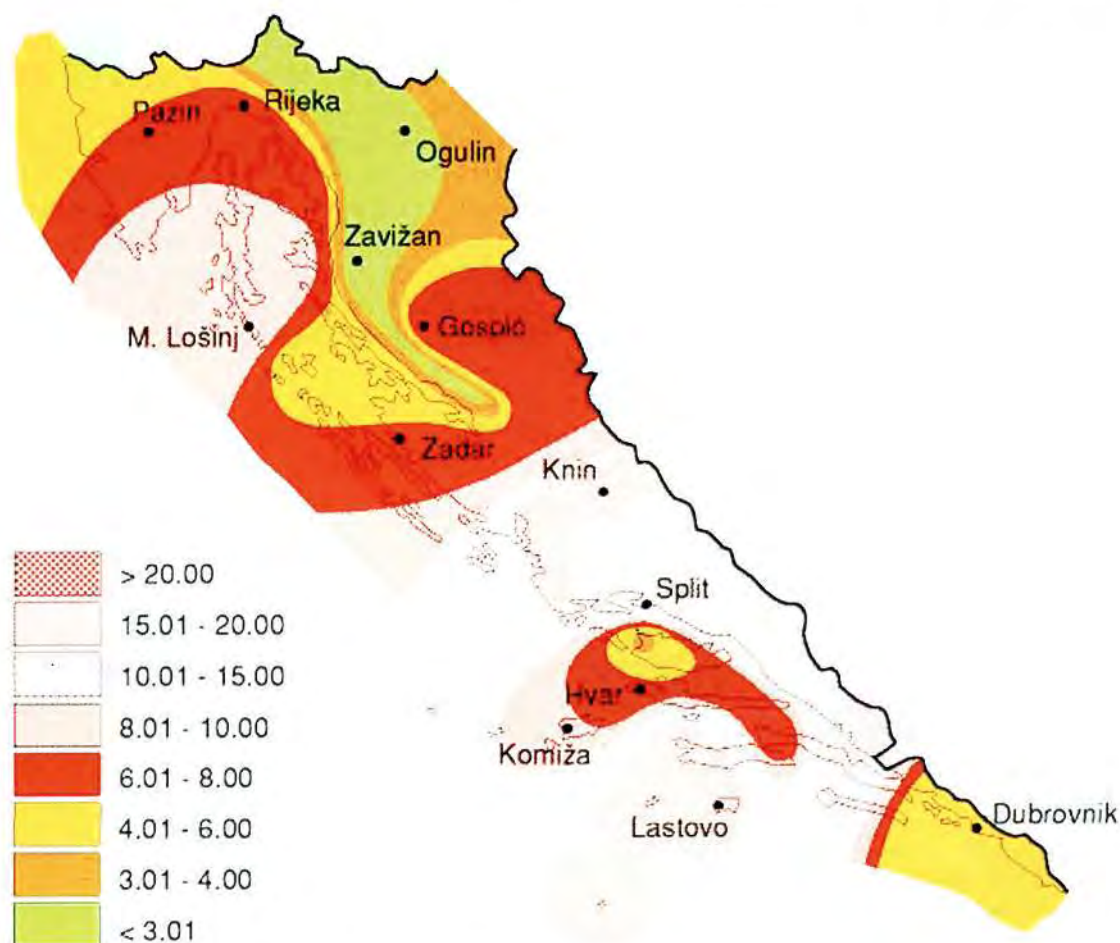 Rijeka
Pazin
Ogulin
Zavižan
M. Lošinj
Gospić
Zadar
Knin
Split
Hvar
Komiža
Lastovo
Dubrovnik
> 20.00
15.01 - 20.00
10.01 - 15.00
8.01 - 10.00
6.01 - 8.00
4.01 - 6.00
3.01 - 4.00
< 3.01